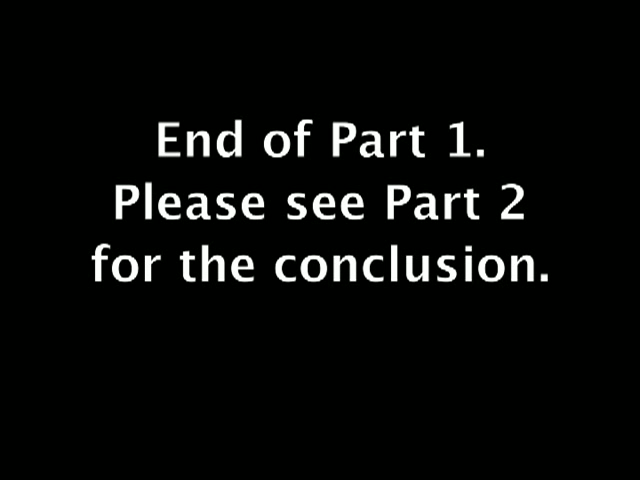 End of Part 1.
Please see Part 2
for the conclusion.